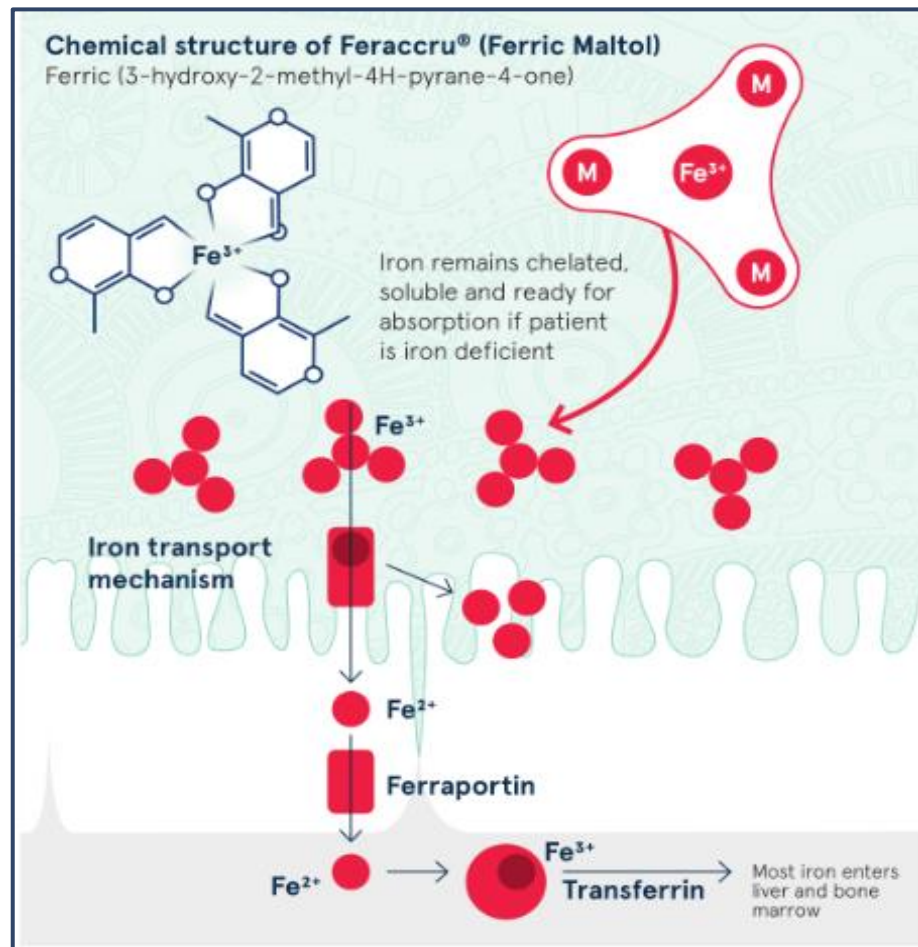 Chemical structure of Feraccru® (Ferric Maltol)
Ferric (3-hydroxy-2-methyl-4H-pyrane-4-one)
M
M
Fe³⁺
M
Fe³⁺
Iron remains chelated,
soluble and ready for
absorption if patient
is iron deficient
Fe³⁺
Iron transport
mechanism
Fe²⁺
Ferraportin
Fe²⁺
Fe³⁺
Transferrin
Most iron enters
liver and bone
marrow